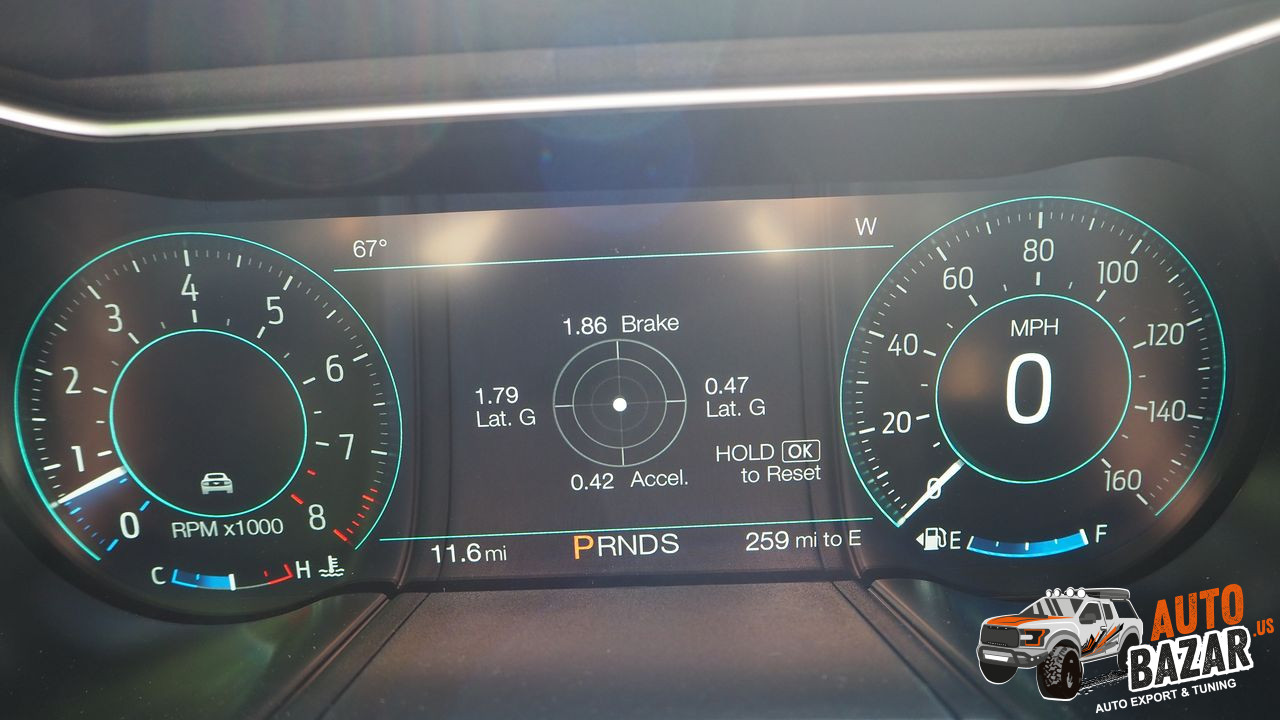 67°
W
1
2
3
4
5
6
7
8
0
RPM x1000
C
H
1.86 Brake
1.79
Lat. G
0.47
Lat. G
0.42 Accel.
HOLD OK
to Reset
11.6 mi
PRNDS
259 mi to E
0
20
40
60
80
100
120
140
160
MPH
0
E
F
AUTO
BAZAR.US
AUTO EXPORT & TUNING